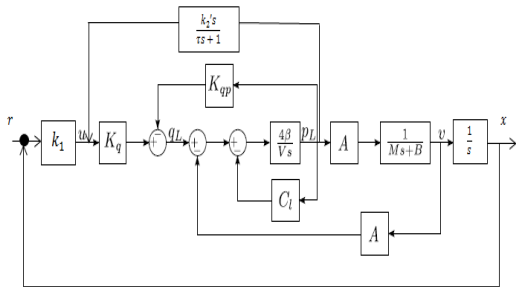 k₂'s
τs + 1
K_qp
r
k₁
u
K_q
+
−
q_L
+
−
+
−
4β
Vs
p_L
A
1
Ms+B
v
1
s
x
C_l
A